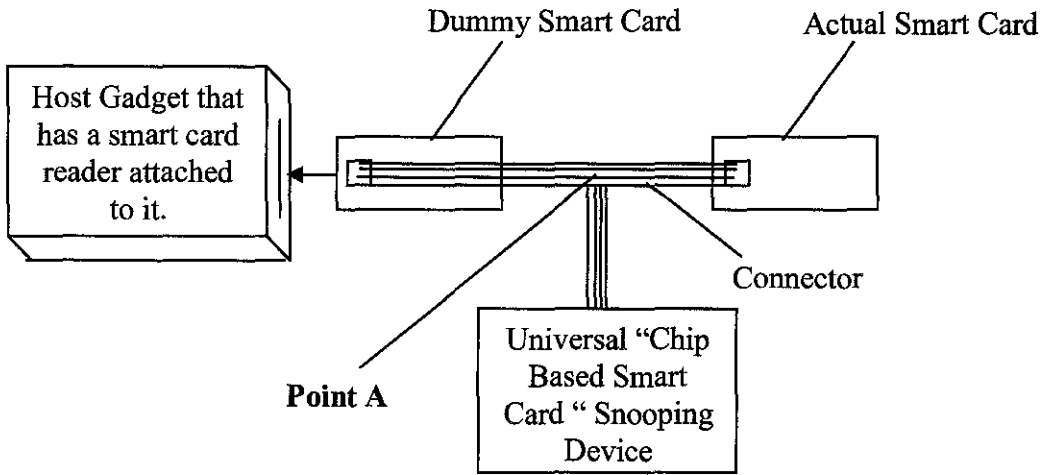 Dummy Smart Card
Actual Smart Card
Host Gadget that
has a smart card
reader attached
to it.
Connector
Point A
Universal “Chip
Based Smart
Card “ Snooping
Device